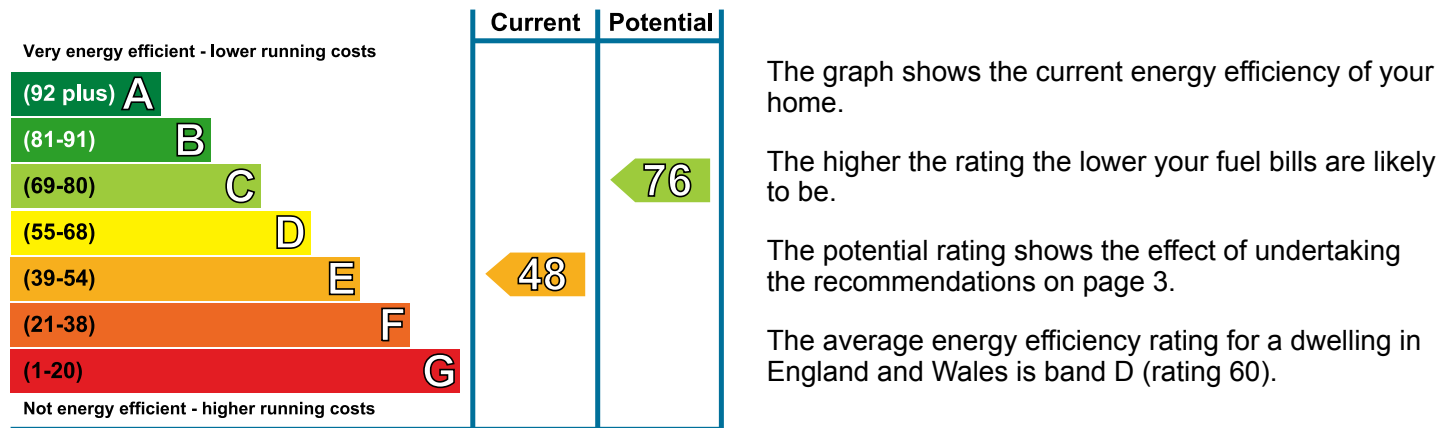 Current Potential
Very energy efficient - lower running costs
(92 plus) A
(81-91) B
(69-80) C
76
(55-68) D
(39-54) E
48
(21-38) F
(1-20) G
Not energy efficient - higher running costs
The graph shows the current energy efficiency of your
home.
The higher the rating the lower your fuel bills are likely
to be.
The potential rating shows the effect of undertaking
the recommendations on page 3.
The average energy efficiency rating for a dwelling in
England and Wales is band D (rating 60).